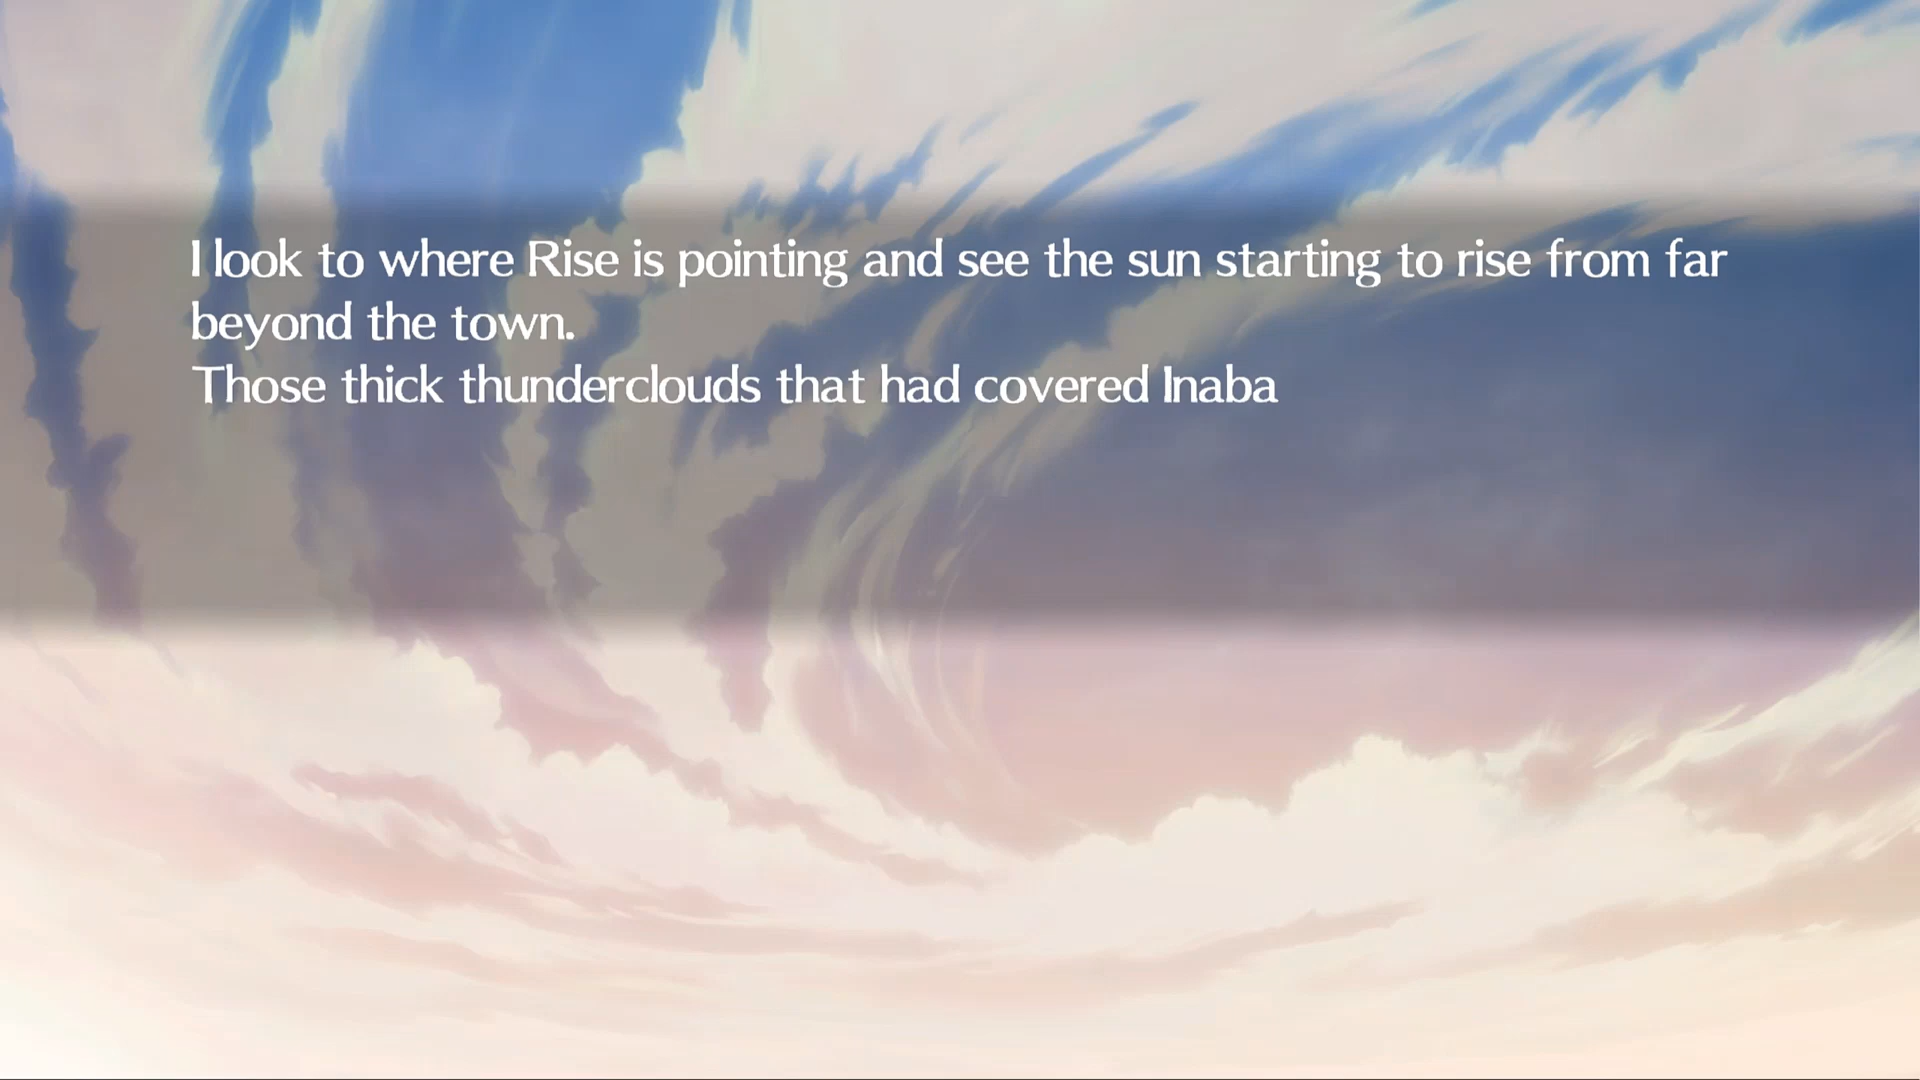 I look to where Rise is pointing and see the sun starting to rise from far
beyond the town.
Those thick thunderclouds that had covered Inaba